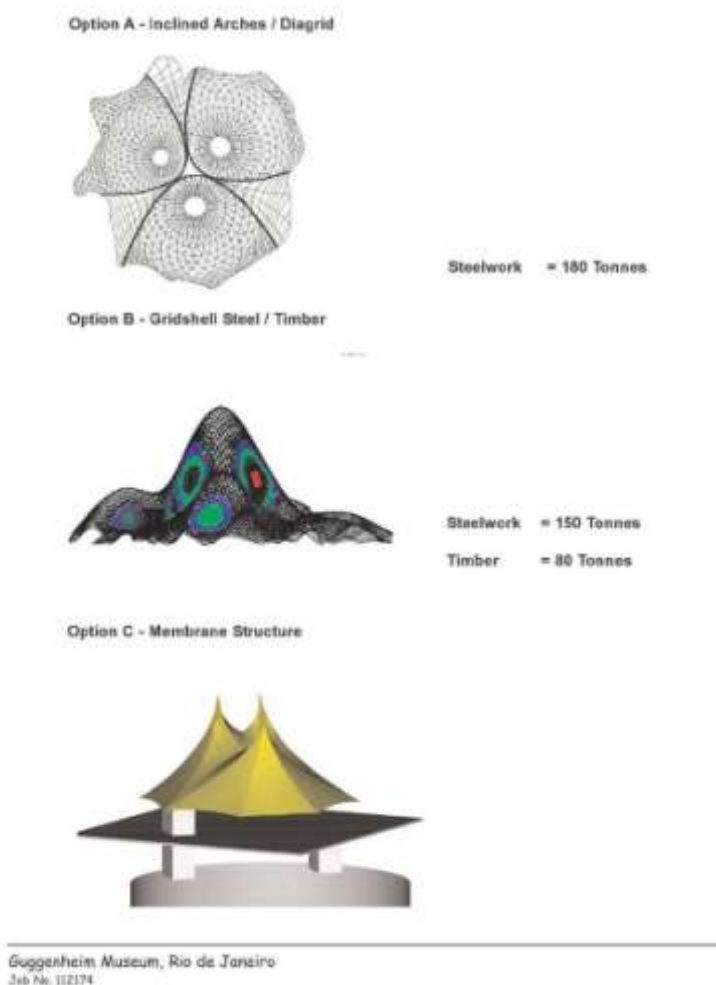 Option A - Inclined Arches / Diagrid
Steelwork = 180 Tonnes
Option B - Gridshell Steel / Timber
Steelwork = 150 Tonnes
Timber = 80 Tonnes
Option C - Membrane Structure
Guggenheim Museum, Rio de Janeiro
Job No. 112174